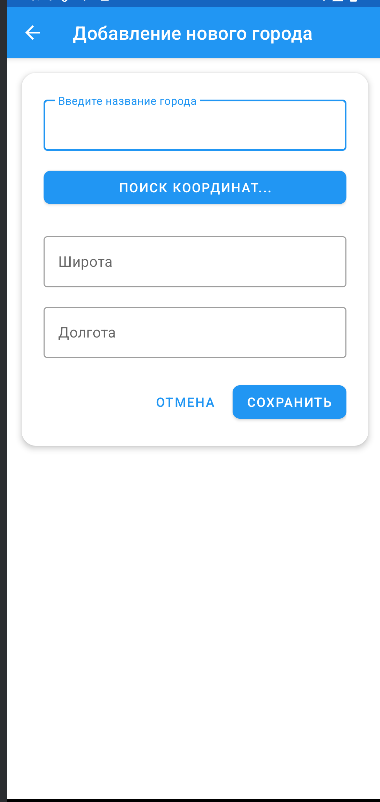 Добавление нового города
Введите название города
ПОИСК КООРДИНАТ...
Широта
Долгота
ОТМЕНА
СОХРАНИТЬ